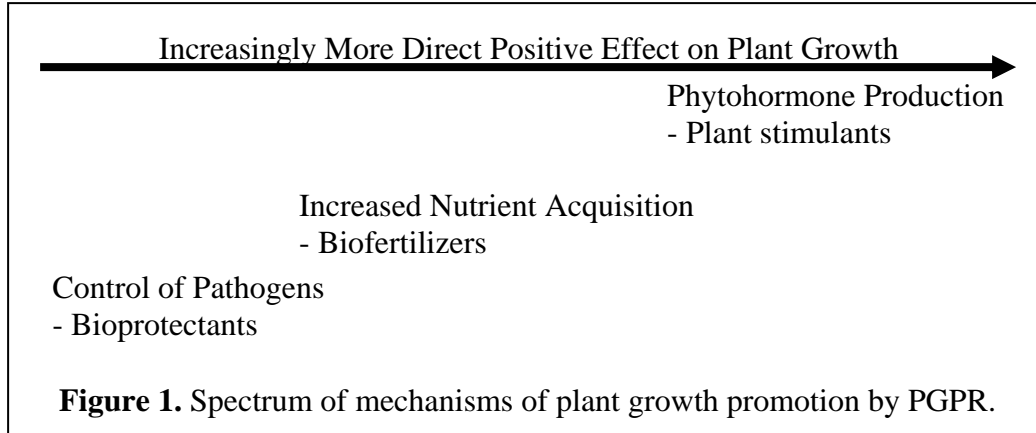 Increasingly More Direct Positive Effect on Plant Growth
Phytohormone Production
- Plant stimulants
Increased Nutrient Acquisition
- Biofertilizers
Control of Pathogens
- Bioprotectants
Figure 1. Spectrum of mechanisms of plant growth promotion by PGPR.